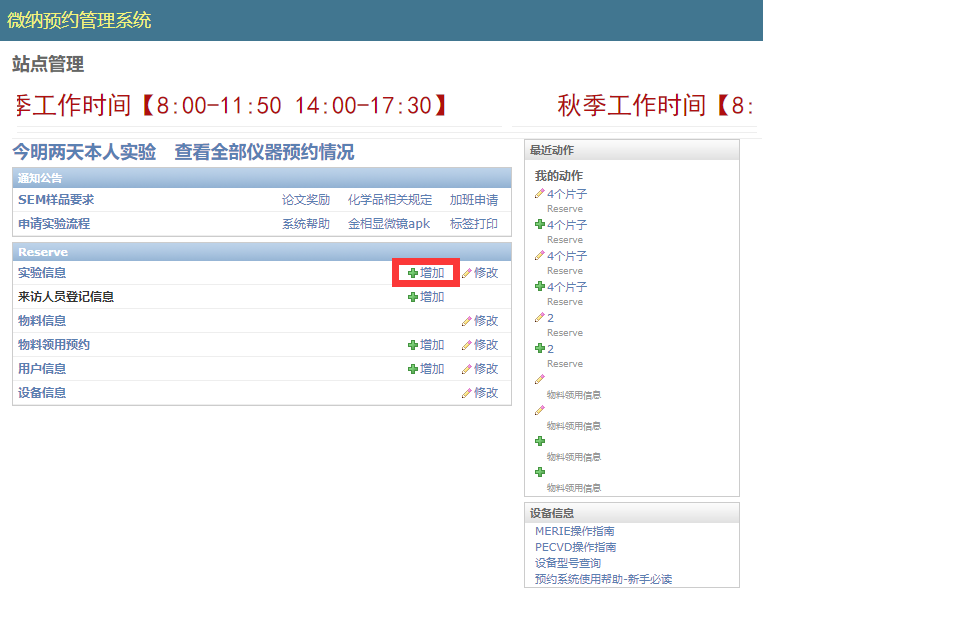 微纳预约管理系统
站点管理
季工作时间【8:00-11:50 14:00-17:30】 秋季工作时间【8:
今明两天本人实验 查看全部仪器预约情况
通知公告
SEM样品要求 论文奖励 化学品相关规定 加班申请
申请实验流程 系统帮助 金相显微镜apk 标签打印
Reserve
实验信息 增加 修改
来访人员登记信息 增加
物料信息 修改
物料领用预约 增加 修改
用户信息 增加 修改
设备信息 修改
最近动作
我的动作
4个片子
Reserve
4个片子
Reserve
4个片子
Reserve
4个片子
Reserve
2
Reserve
2
Reserve
物料领用信息
物料领用信息
物料领用信息
物料领用信息
设备信息
MERIE操作指南
PECVD操作指南
设备型号查询
预约系统使用帮助-新手必读